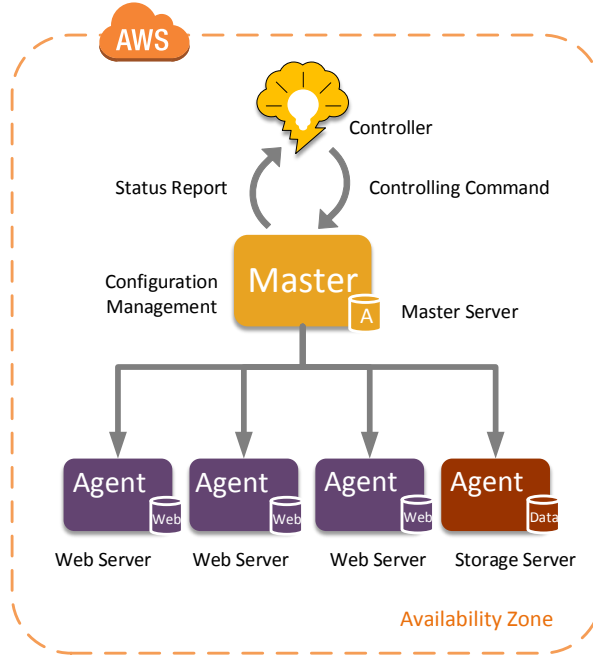 AWS
Controller
Status Report
Controlling Command
Configuration
Management
Master
A
Master Server
Agent
Web
Agent
Web
Agent
Web
Agent
Data
Web Server
Web Server
Web Server
Storage Server
Availability Zone